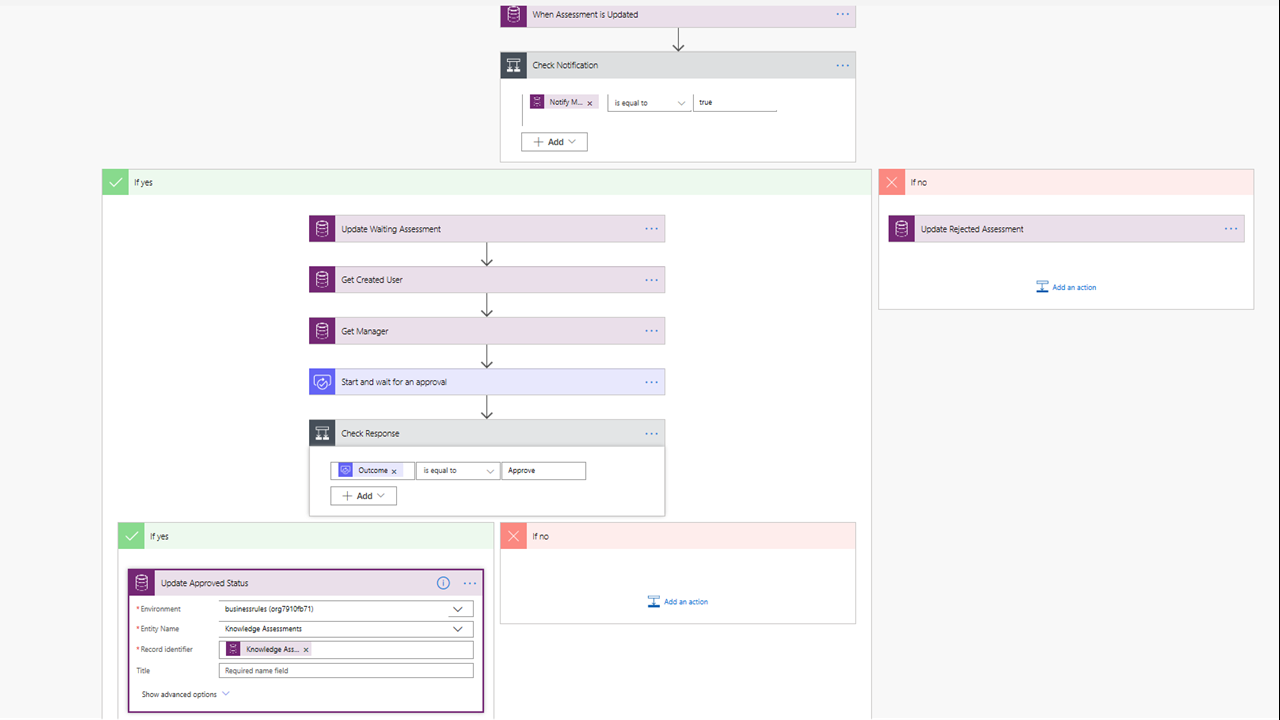 When Assessment is Updated
Check Notification
Notify M... x is equal to true
Add
If yes
If no
Update Waiting Assessment
Update Rejected Assessment
Get Created User
Add an action
Get Manager
Start and wait for an approval
Check Response
Outcome x is equal to Approve
Add
If yes
If no
Update Approved Status
Add an action
*Environment businessrules (org7910fb71)
*Entity Name Knowledge Assessments
*Record identifier Knowledge Ass... x
Title Required name field
Show advanced options